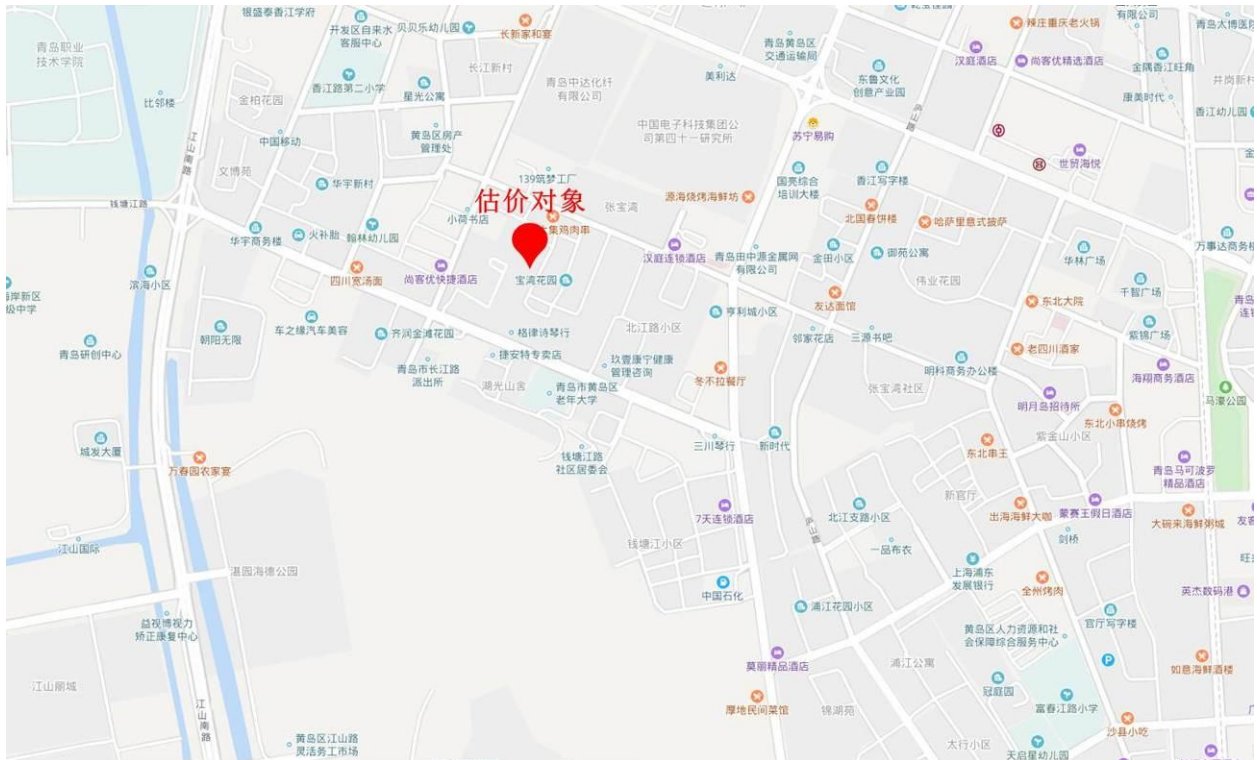 银盛泰香江学府
开发区自来水
客服中心
贝贝乐幼儿园
长新家和宴
辣庄重庆老火锅
有限公司
青岛太博医院
青岛职业
技术学院
长江新村
青岛黄岛区
交通运输局
汉庭酒店
尚客优精选酒店
金隅香江旺角
香江路第二小学
星光公寓
青岛中达化纤
有限公司
美利达
东鲁文化
创意产业园
井岗新村
比邻楼
金柏花园
康美时代
香江幼儿园
中国移动
黄岛区房产
管理处
中国电子科技集团公
司第四十一研究所
苏宁易购
世贸海悦
文博苑
华宇新村
139筑梦工厂
国亮综合
培训大楼
香江写字楼
估价对象
源海烧烤海鲜坊
钱塘江路
小荷书店
张宝湾
北国春饼楼
哈萨里意式披萨
华宇商务楼
火补胎
翰林幼儿园
集鸡肉串
汉庭连锁酒店
青岛田中源金属网
有限公司
金田小区
御苑公寓
华林广场
万事达商务楼
四川宽汤面
尚客优快捷酒店
宝湾花园
伟业花园
千智广场
滨海小区
友达面馆
东北大院
朝阳无限
车之缘汽车美容
齐润金滩花园
格律诗琴行
北江路小区
亨利城小区
邻家花店
三源书吧
紫锦广场
青岛研创中心
捷安特专卖店
老四川酒家
青岛市长江路
派出所
湖光山舍
玖壹康宁健康
管理咨询
冬不拉餐厅
明科商务办公楼
海翔商务酒店
青岛市黄岛区
老年大学
张宝湾社区
明月岛招待所
马濠公园
东北小串烧烤
城发大厦
万春园农家宴
钱塘江路
社区居委会
三川琴行
新时代
紫金山小区
东北串王
青岛马可波罗
精品酒店
新官厅
7天连锁酒店
北江支路小区
出海海鲜大咖
蒙赛王假日酒店
大碗来海鲜粥城
江山国际
钱塘江小区
一品布衣
剑桥
湛园海德公园
上海浦东
发展银行
中国石化
全州烤肉
英杰数码港
益视博视力
矫正康复中心
浦江花园小区
官厅写字楼
黄岛区人力资源和社
会保障综合服务中心
P
莫丽精品酒店
浦江公寓
如意海鲜酒楼
江山丽城
冠庭园
江山南路
厚地民间菜馆
锦湖苑
富春江路小学
沙县小吃
黄岛区江山路
灵活务工市场
太行小区
天启星幼儿园